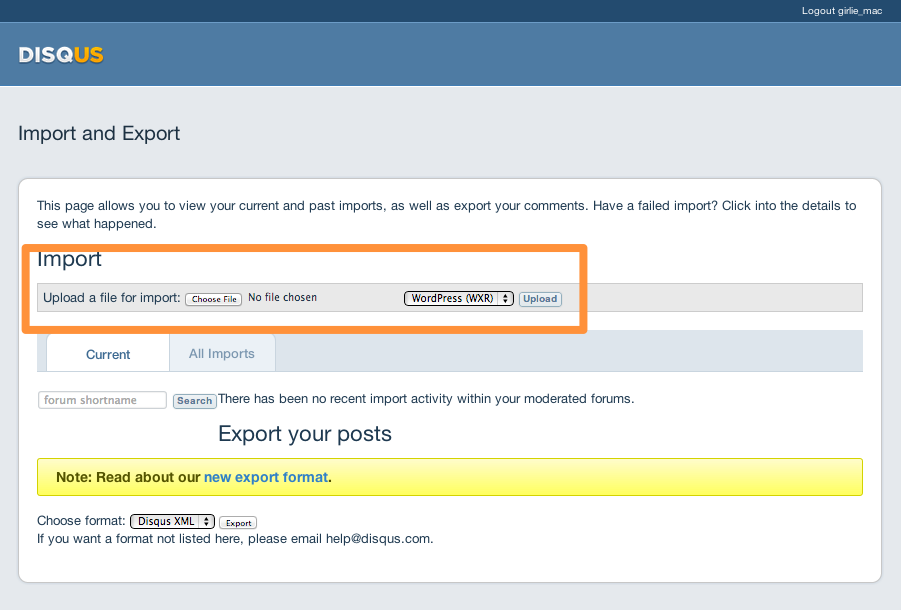 Logout girlie_mac
DISQUS
Import and Export
This page allows you to view your current and past imports, as well as export your comments. Have a failed import? Click into the details to
see what happened.
Import
Upload a file for import: Choose File No file chosen WordPress (WXR) Upload
Current All Imports
forum shortname Search There has been no recent import activity within your moderated forums.
Export your posts
Note: Read about our new export format.
Choose format: Disqus XML Export
If you want a format not listed here, please email help@disqus.com.